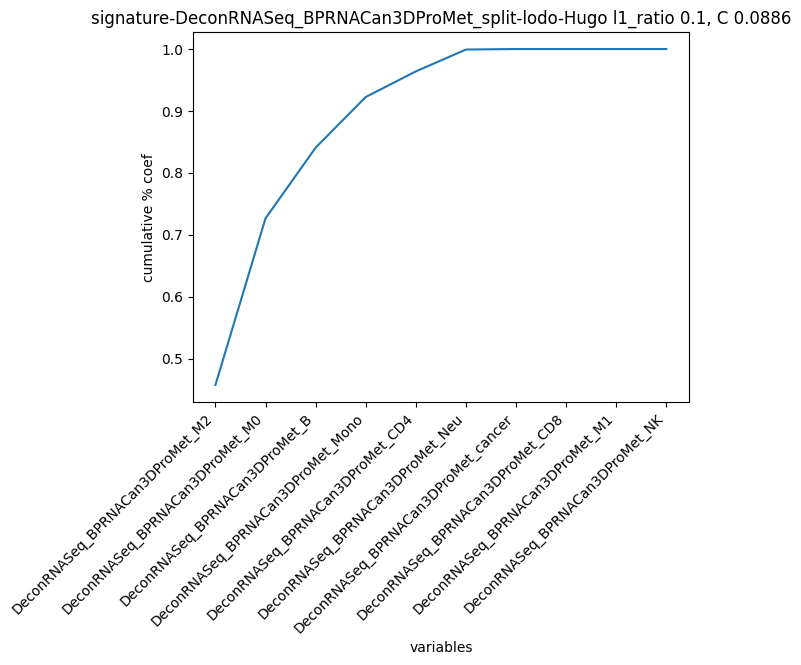 signature-DeconRNASeq_BPRNACan3DProMet_split-lodo-Hugo l1_ratio 0.1, C 0.0886
1.0
0.9
0.8
0.7
0.6
0.5
cumulative % coef
DeconRNASeq_BPRNACan3DProMet_M2
DeconRNASeq_BPRNACan3DProMet_M0
DeconRNASeq_BPRNACan3DProMet_B
DeconRNASeq_BPRNACan3DProMet_Mono
DeconRNASeq_BPRNACan3DProMet_CD4
DeconRNASeq_BPRNACan3DProMet_Neu
DeconRNASeq_BPRNACan3DProMet_cancer
DeconRNASeq_BPRNACan3DProMet_CD8
DeconRNASeq_BPRNACan3DProMet_M1
DeconRNASeq_BPRNACan3DProMet_NK
variables